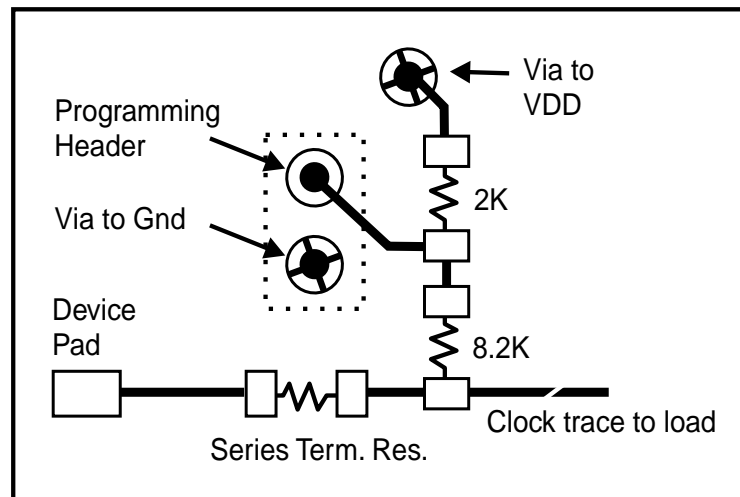 Via to
VDD
Programming
Header
2K
Via to Gnd
Device
Pad
8.2K
Clock trace to load
Series Term. Res.